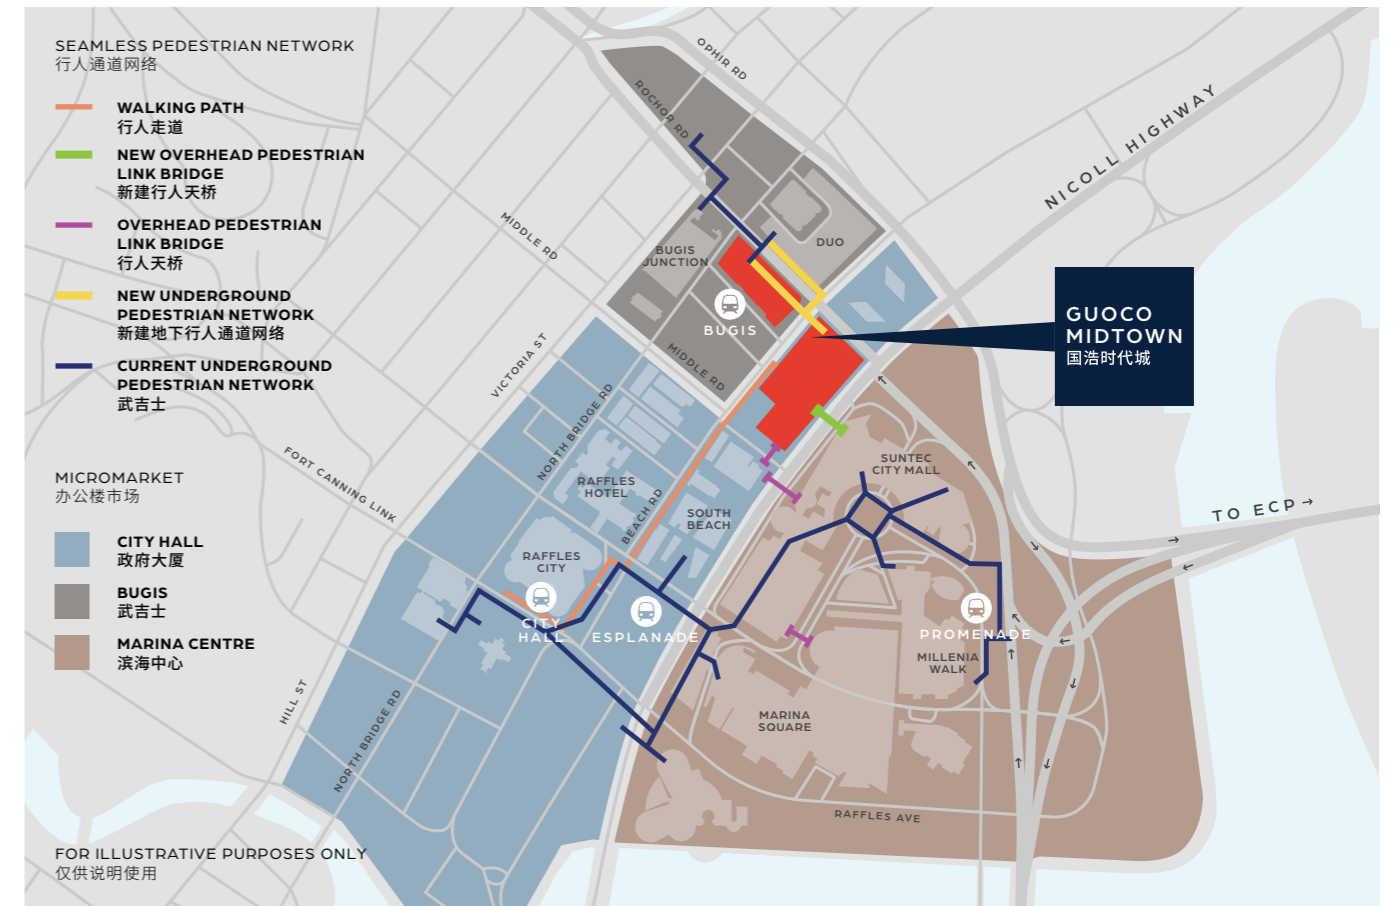 SEAMLESS PEDESTRIAN NETWORK
行人通道网络
WALKING PATH
行人走道
NEW OVERHEAD PEDESTRIAN
LINK BRIDGE
新建行人天桥
OVERHEAD PEDESTRIAN
LINK BRIDGE
行人天桥
NEW UNDERGROUND
PEDESTRIAN NETWORK
新建地下行人通道网络
CURRENT UNDERGROUND
PEDESTRIAN NETWORK
武吉士
MICROMARKET
办公楼市场
CITY HALL
政府大厦
BUGIS
武吉士
MARINA CENTRE
滨海中心
FOR ILLUSTRATIVE PURPOSES ONLY
仅供说明使用
OPHIR RD
ROCHOR RD
NICOLL HIGHWAY
MIDDLE RD
BUGIS
JUNCTION
DUO
BUGIS
MIDDLE RD
GUOCO
MIDTOWN
国浩时代城
VICTORIA ST
NORTH BRIDGE RD
FORT CANNING LINK
RAFFLES
HOTEL
BEACH RD
SOUTH
BEACH
SUNTEC
CITY MALL
TO ECP →
RAFFLES
CITY
CITY
HALL
ESPLANADE
PROMENADE
MILLENIA
WALK
HILL ST
NORTH BRIDGE RD
MARINA
SQUARE
RAFFLES AVE